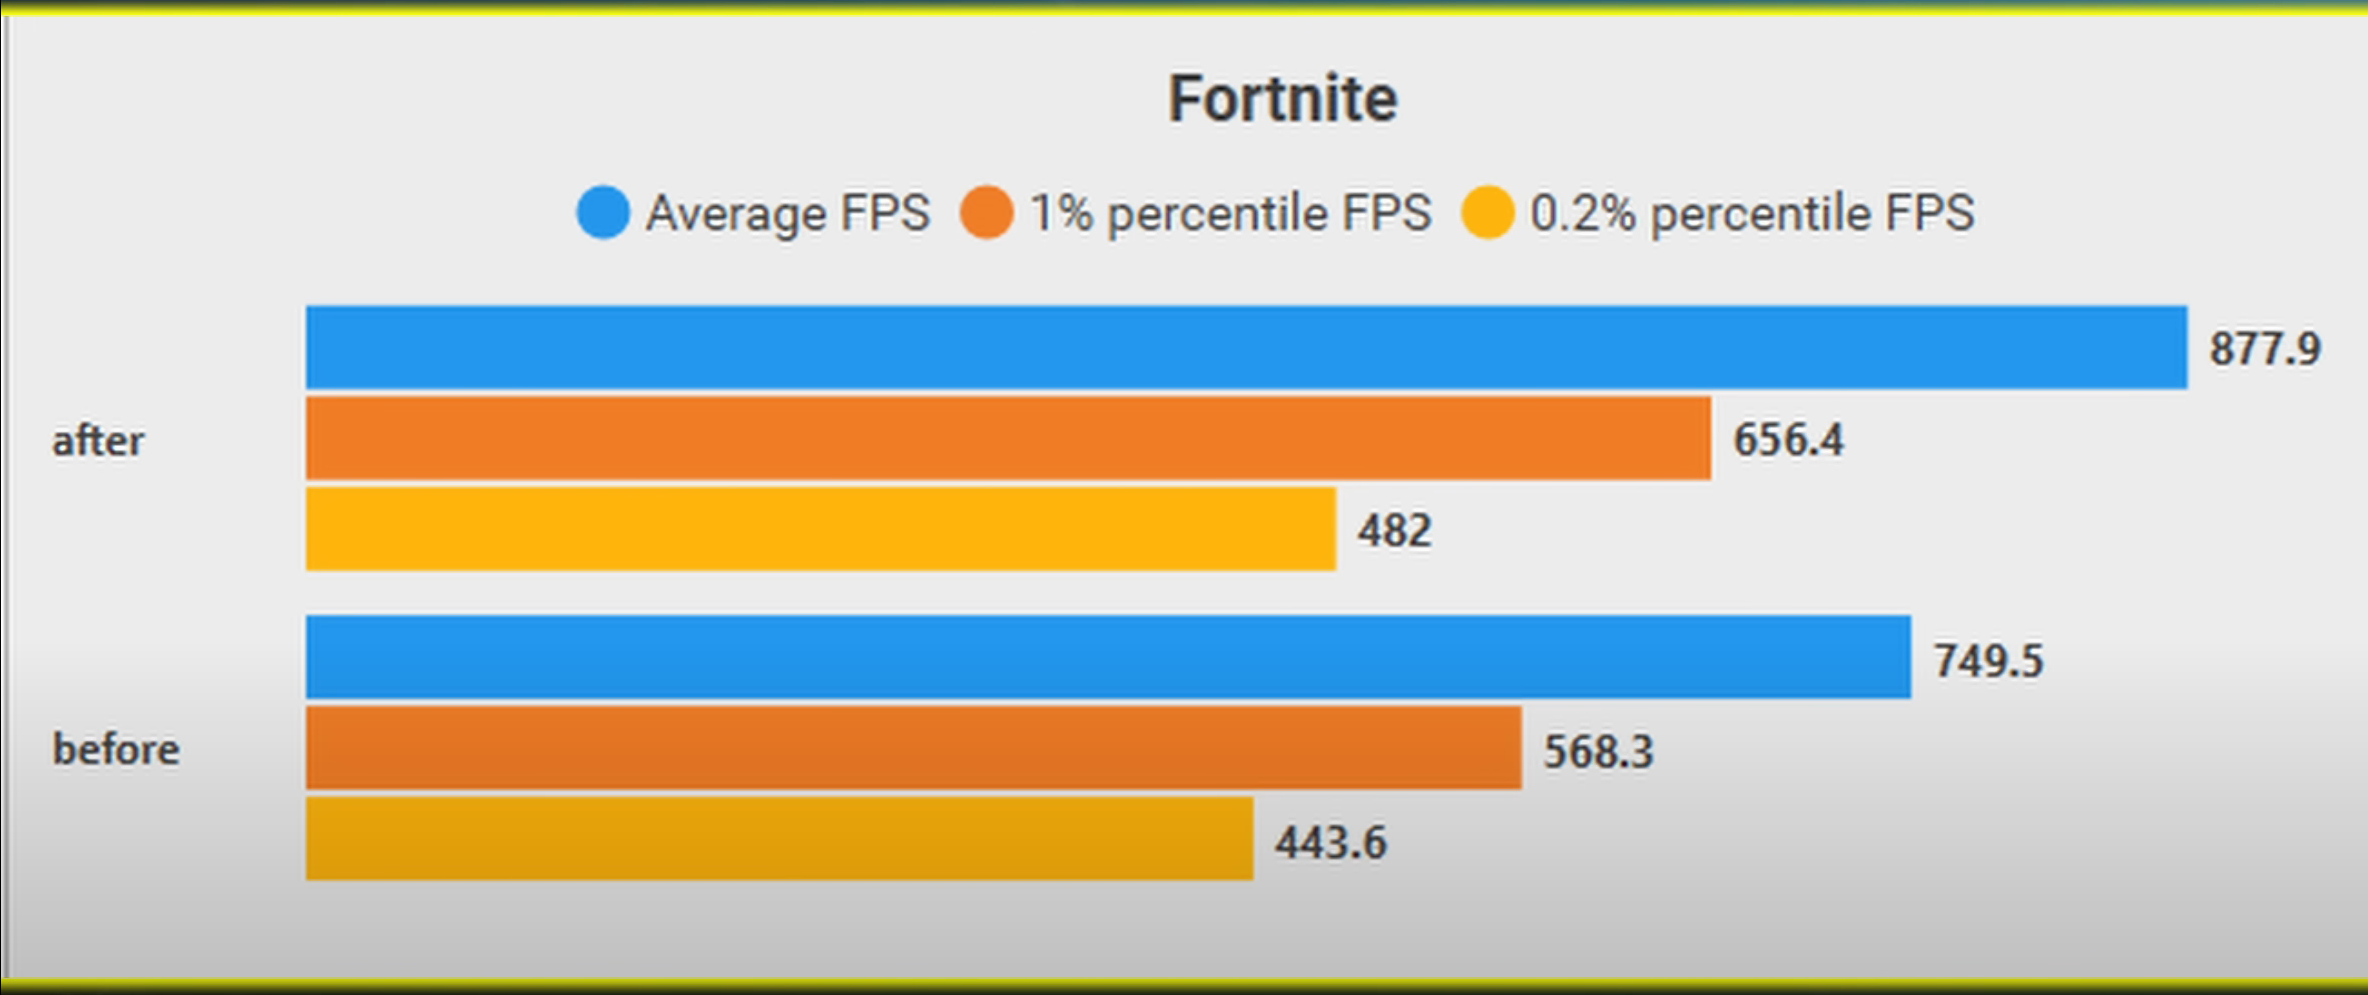 Fortnite
Average FPS 1% percentile FPS 0.2% percentile FPS
877.9
after
656.4
482
749.5
before
568.3
443.6